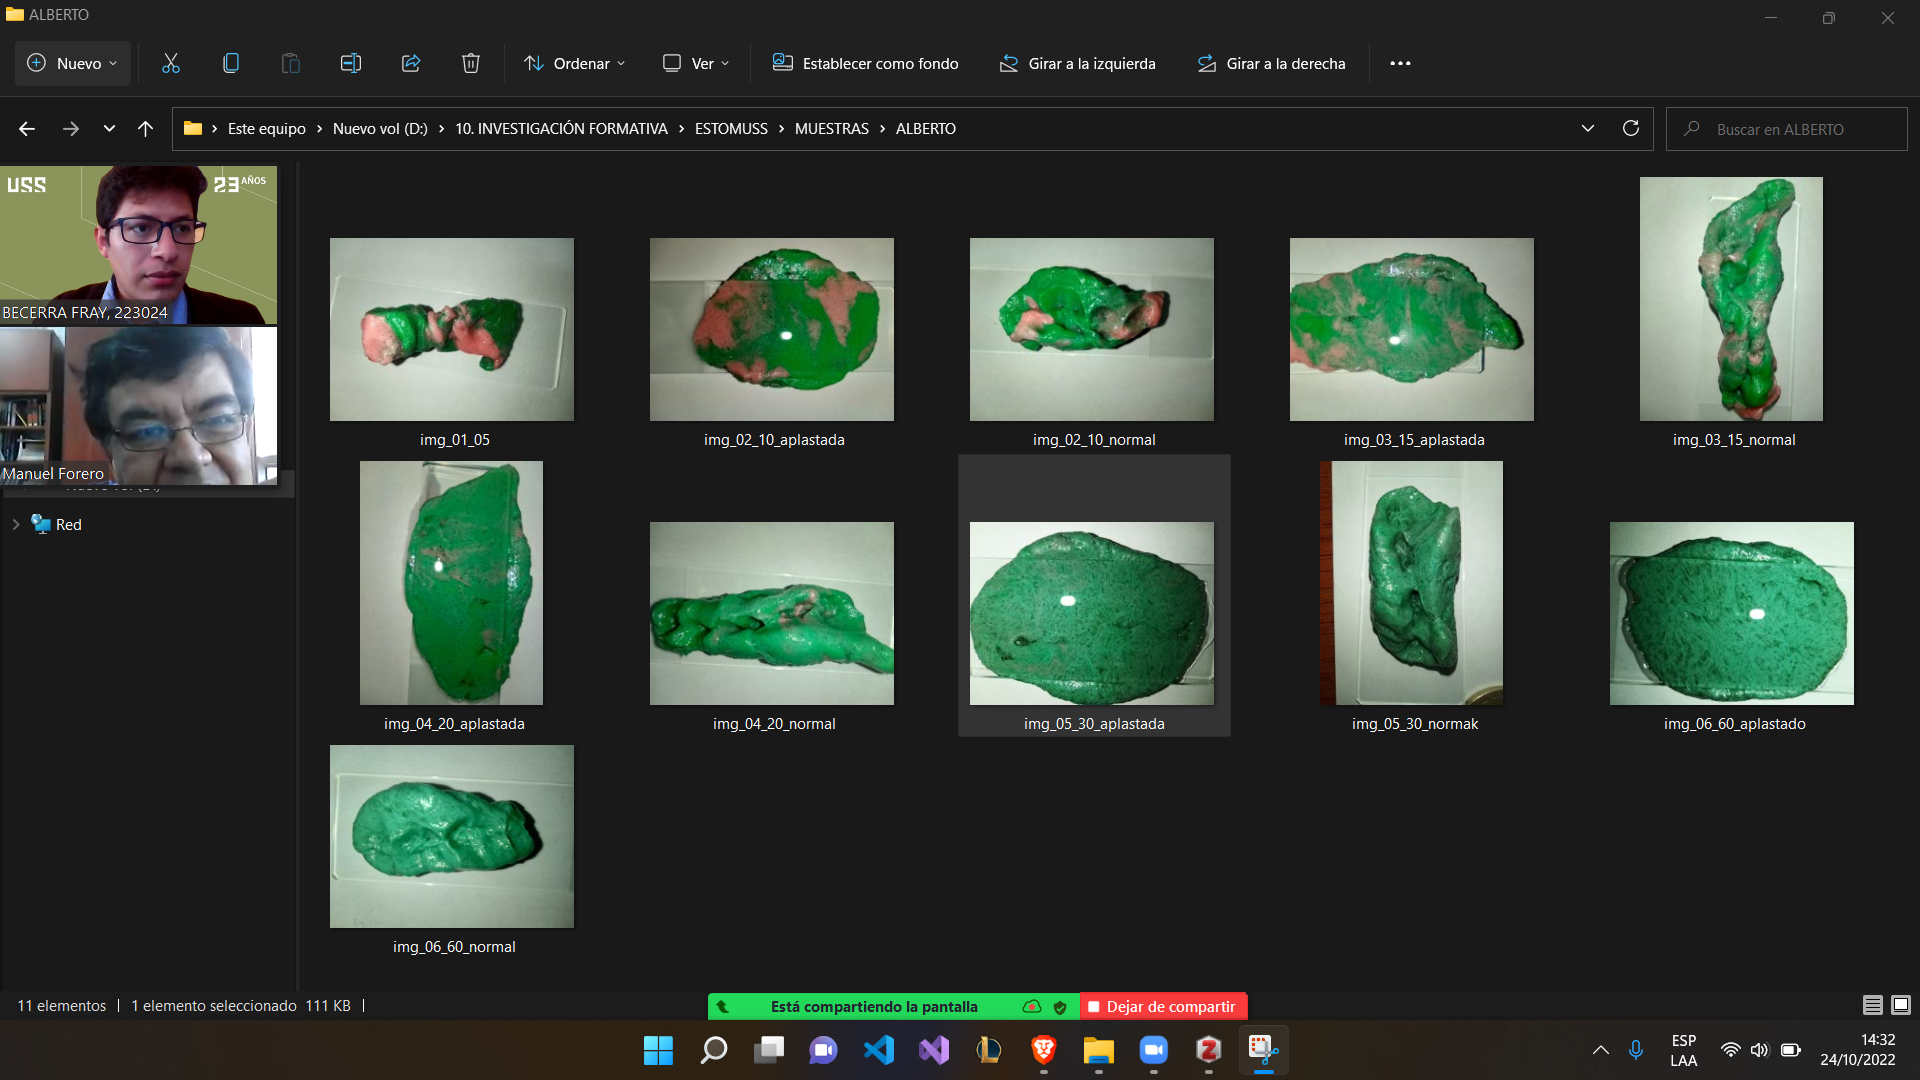 ALBERTO
Nuevo
Ordenar
Ver
Establecer como fondo
Girar a la izquierda
Girar a la derecha
Este equipo > Nuevo vol (D:) > 10. INVESTIGACIÓN FORMATIVA > ESTOMUSS > MUESTRAS > ALBERTO
Buscar en ALBERTO
USS
23 AÑOS
BECERRA FRAY, 223024
Manuel Forero
Red
img_01_05
img_02_10_aplastada
img_02_10_normal
img_03_15_aplastada
img_03_15_normal
img_04_20_aplastada
img_04_20_normal
img_05_30_aplastada
img_05_30_normak
img_06_60_aplastado
img_06_60_normal
11 elementos
1 elemento seleccionado 111 KB
Está compartiendo la pantalla
Dejar de compartir
ESP
LAA
14:32
24/10/2022